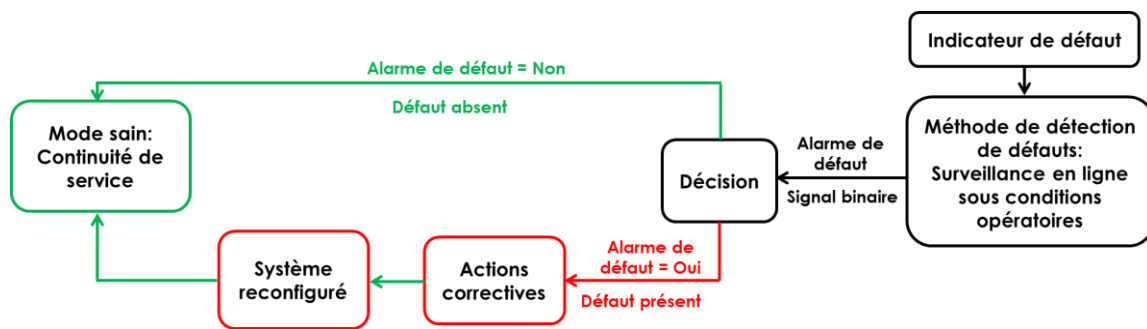 Indicateur de défaut
Méthode de détection
de défauts:
Surveillance en ligne
sous conditions
opératoires
Alarme de
défaut
Signal binaire
Décision
Alarme de défaut = Non
Défaut absent
Mode sain:
Continuité de
service
Alarme de
défaut = Oui
Défaut présent
Actions
correctives
Système
reconfiguré